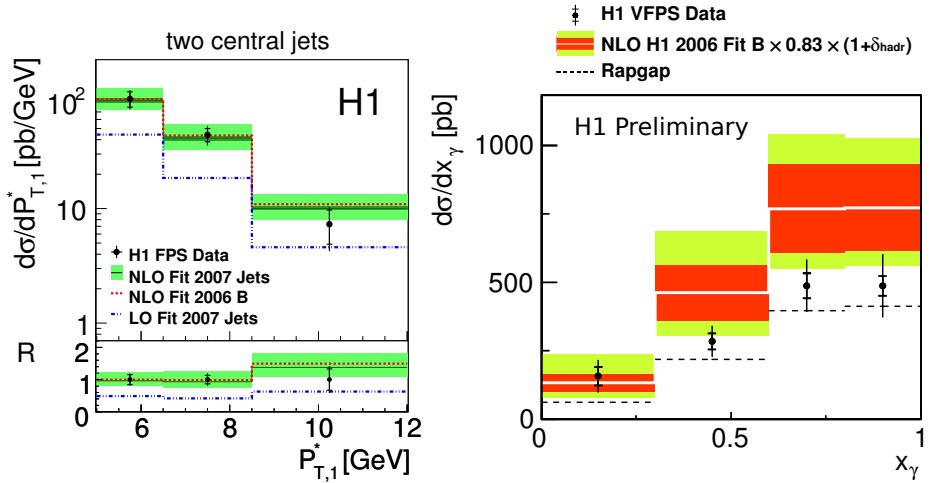 two central jets
dσ/dP*T,1 [pb/GeV]
10²
10
1
H1
H1 FPS Data
NLO Fit 2007 Jets
NLO Fit 2006 B
LO Fit 2007 Jets
R
2
1
0
6 8 10 12
P*T,1 [GeV]
H1 VFPS Data
NLO H1 2006 Fit B × 0.83 × (1+δhadr)
Rapgap
dσ/dxγ [pb]
H1 Preliminary
1000
500
0
0 0.5 1
xγ